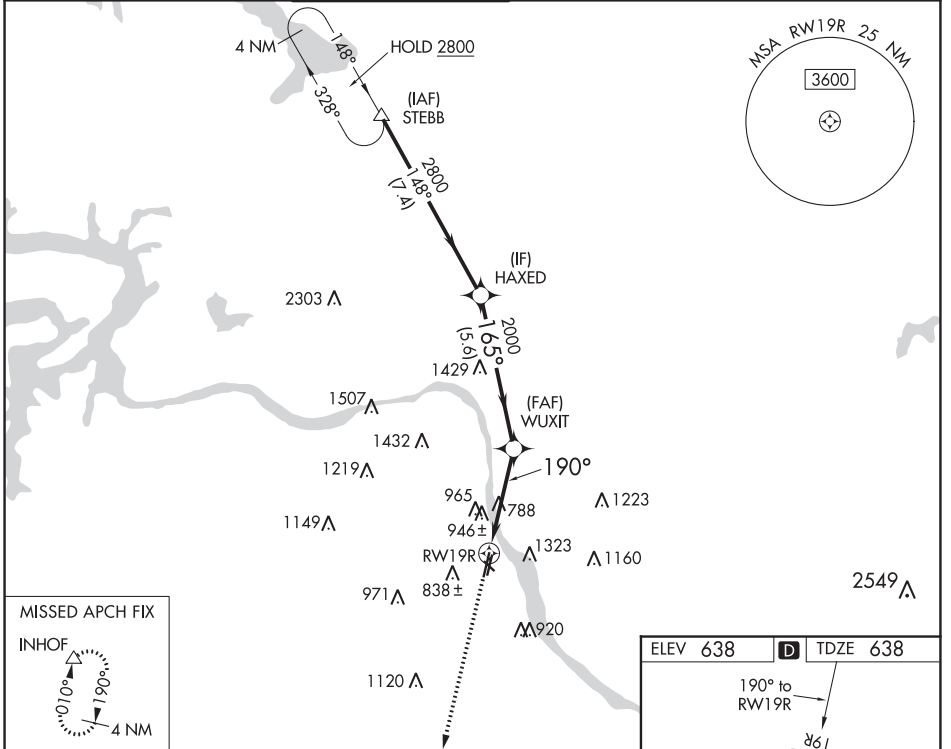 4 NM
148°
328°
HOLD 2800
(IAF)
STEBB
MSA RW19R 25 NM
3600
2800
148°
(7.4)
(IF)
HAXED
2303
2000
165°
(5.6)
1429
1507
(FAF)
WUXIT
1432
190°
1219
965
788
1223
946±
1149
RW19R
1323
1160
838±
971
2549
920
1120
MISSED APCH FIX
INHOF
010°
190°
4 NM
ELEV 638
D
TDZE 638
190° to
RW19R
19R